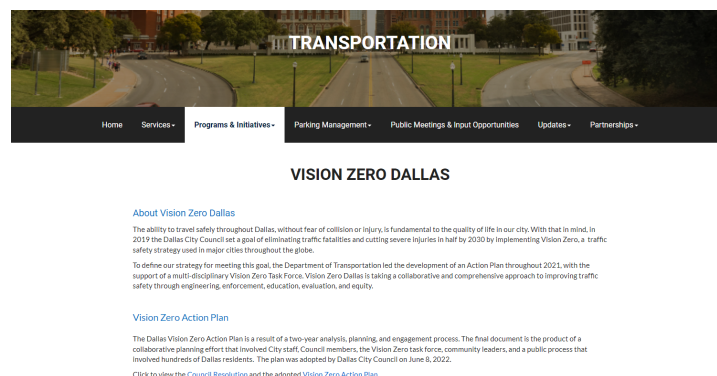 TRANSPORTATION
Home Services Programs & Initiatives Parking Management Public Meetings & Input Opportunities Updates Partnerships
VISION ZERO DALLAS
About Vision Zero Dallas
The ability to travel safely throughout Dallas, without fear of collision or injury, is fundamental to the quality of life in our city. With that in mind, in
2019 the Dallas City Council set a goal of eliminating traffic fatalities and cutting severe injuries in half by 2030 by implementing Vision Zero, a traffic
safety strategy used in major cities throughout the globe.
To define our strategy for meeting this goal, the Department of Transportation led the development of an Action Plan throughout 2021, with the
support of a multi-disciplinary Vision Zero Task Force. Vision Zero Dallas is taking a collaborative and comprehensive approach to improving traffic
safety through engineering, enforcement, education, evaluation, and equity.
Vision Zero Action Plan
The Dallas Vision Zero Action Plan is a result of a two-year analysis, planning, and engagement process. The final document is the product of a
collaborative planning effort that involved City staff, Council members, the Vision Zero task force, community leaders, and a public process that
involved hundreds of Dallas residents. The plan was adopted by Dallas City Council on June 8, 2022.
Click to view the Council Resolution and the adopted Vision Zero Action Plan